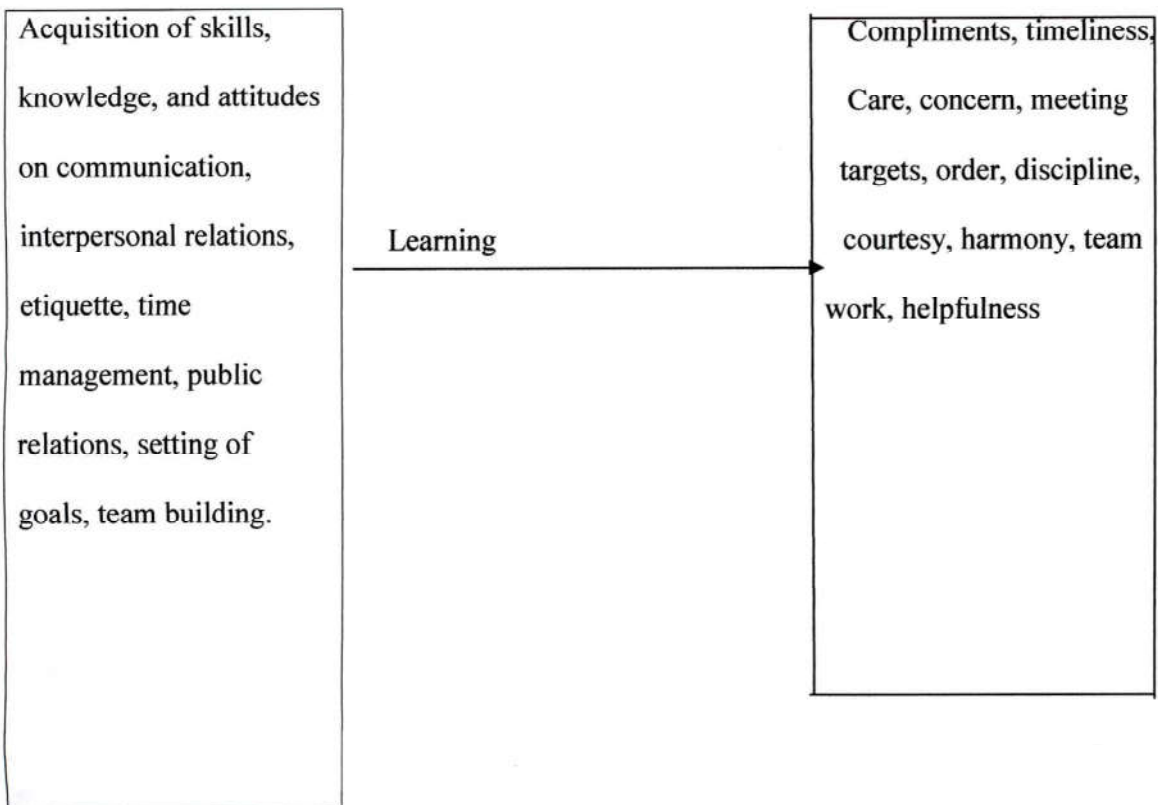 Acquisition of skills,
knowledge, and attitudes
on communication,
interpersonal relations,
etiquette, time
management, public
relations, setting of
goals, team building.
Learning
Compliments, timeliness,
Care, concern, meeting
targets, order, discipline,
courtesy, harmony, team
work, helpfulness